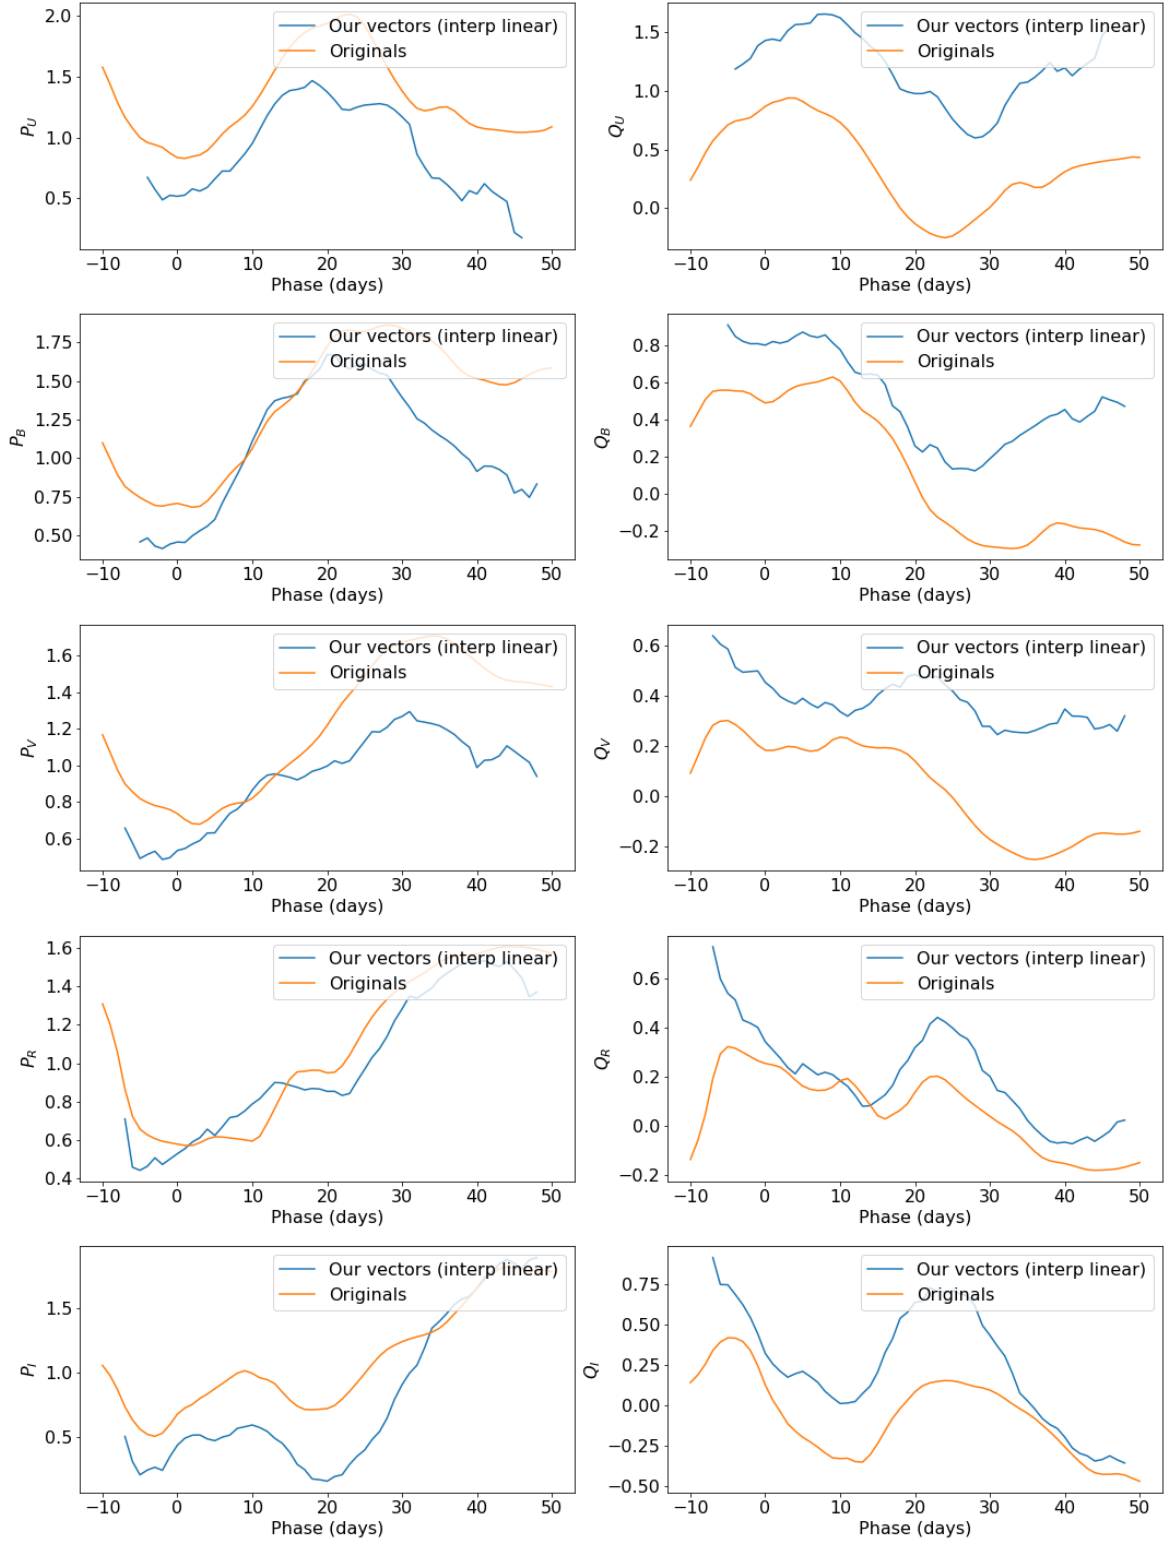 2.0
1.5
1.0
0.5
P_U
Our vectors (interp linear)
Originals
−10 0 10 20 30 40 50
Phase (days)
1.5
1.0
0.5
0.0
Q_U
Our vectors (interp linear)
Originals
−10 0 10 20 30 40 50
Phase (days)
1.75
1.50
1.25
1.00
0.75
0.50
P_B
Our vectors (interp linear)
Originals
−10 0 10 20 30 40 50
Phase (days)
0.8
0.6
0.4
0.2
0.0
−0.2
Q_B
Our vectors (interp linear)
Originals
−10 0 10 20 30 40 50
Phase (days)
1.6
1.4
1.2
1.0
0.8
0.6
P_V
Our vectors (interp linear)
Originals
−10 0 10 20 30 40 50
Phase (days)
0.6
0.4
0.2
0.0
−0.2
Q_V
Our vectors (interp linear)
Originals
−10 0 10 20 30 40 50
Phase (days)
1.6
1.4
1.2
1.0
0.8
0.6
0.4
P_R
Our vectors (interp linear)
Originals
−10 0 10 20 30 40 50
Phase (days)
0.6
0.4
0.2
0.0
−0.2
Q_R
Our vectors (interp linear)
Originals
−10 0 10 20 30 40 50
Phase (days)
1.5
1.0
0.5
P_I
Our vectors (interp linear)
Originals
−10 0 10 20 30 40 50
Phase (days)
0.75
0.50
0.25
0.00
−0.25
−0.50
Q_I
Our vectors (interp linear)
Originals
−10 0 10 20 30 40 50
Phase (days)